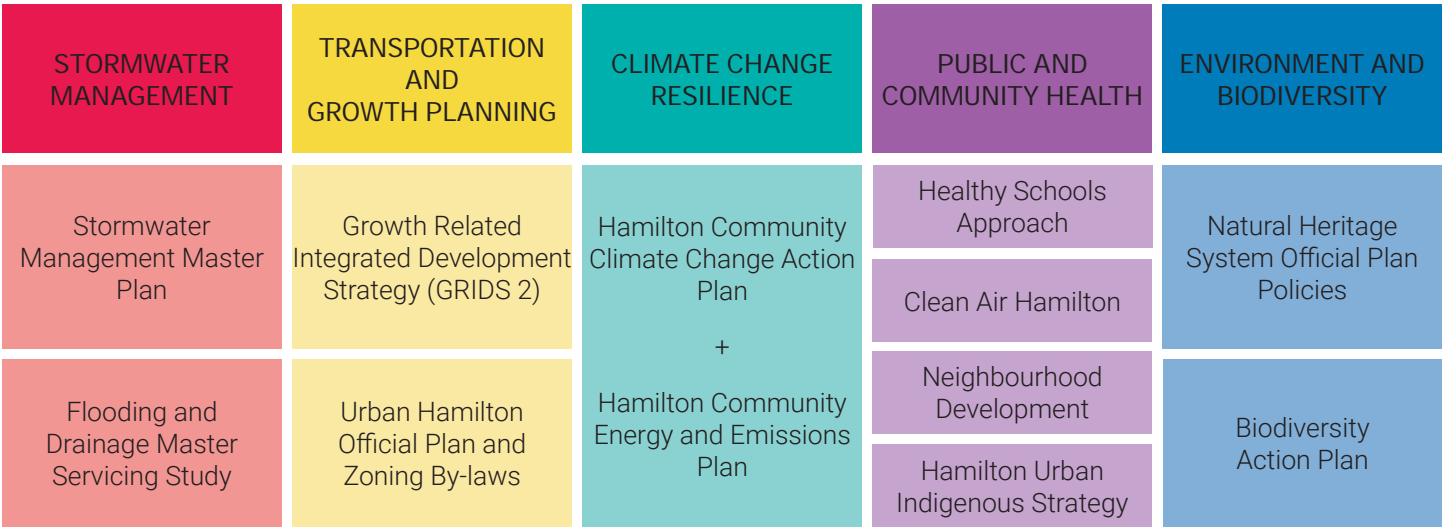 STORMWATER
MANAGEMENT
TRANSPORTATION
AND
GROWTH PLANNING
CLIMATE CHANGE
RESILIENCE
PUBLIC AND
COMMUNITY HEALTH
ENVIRONMENT AND
BIODIVERSITY
Stormwater
Management Master
Plan
Flooding and
Drainage Master
Servicing Study
Growth Related
Integrated Development
Strategy (GRIDS 2)
Urban Hamilton
Official Plan and
Zoning By-laws
Hamilton Community
Climate Change Action
Plan
+
Hamilton Community
Energy and Emissions
Plan
Healthy Schools
Approach
Clean Air Hamilton
Neighbourhood
Development
Hamilton Urban
Indigenous Strategy
Natural Heritage
System Official Plan
Policies
Biodiversity
Action Plan